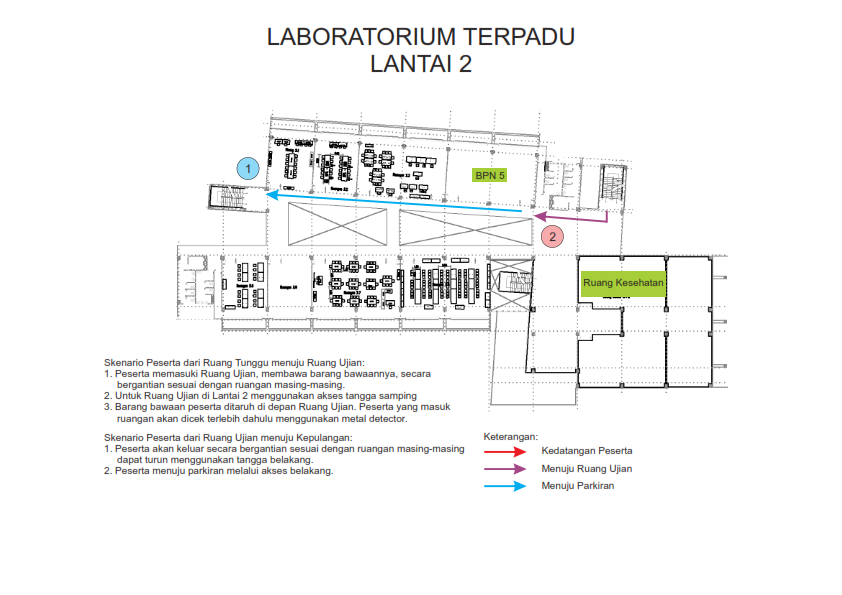 LABORATORIUM TERPADU
LANTAI 2
1
BPN 5
2
Ruang Kesehatan
Skenario Peserta dari Ruang Tunggu menuju Ruang Ujian:
1. Peserta memasuki Ruang Ujian, membawa barang bawaannya, secara
bergantian sesuai dengan ruangan masing-masing.
2. Untuk Ruang Ujian di Lantai 2 menggunakan akses tangga samping
3. Barang bawaan peserta ditaruh di depan Ruang Ujian. Peserta yang masuk
ruangan akan dicek terlebih dahulu menggunakan metal detector.
Skenario Peserta dari Ruang Ujian menuju Kepulangan:
1. Peserta akan keluar secara bergantian sesuai dengan ruangan masing-masing
dapat turun menggunakan tangga belakang.
2. Peserta menuju parkiran melalui akses belakang.
Keterangan:
Kedatangan Peserta
Menuju Ruang Ujian
Menuju Parkiran